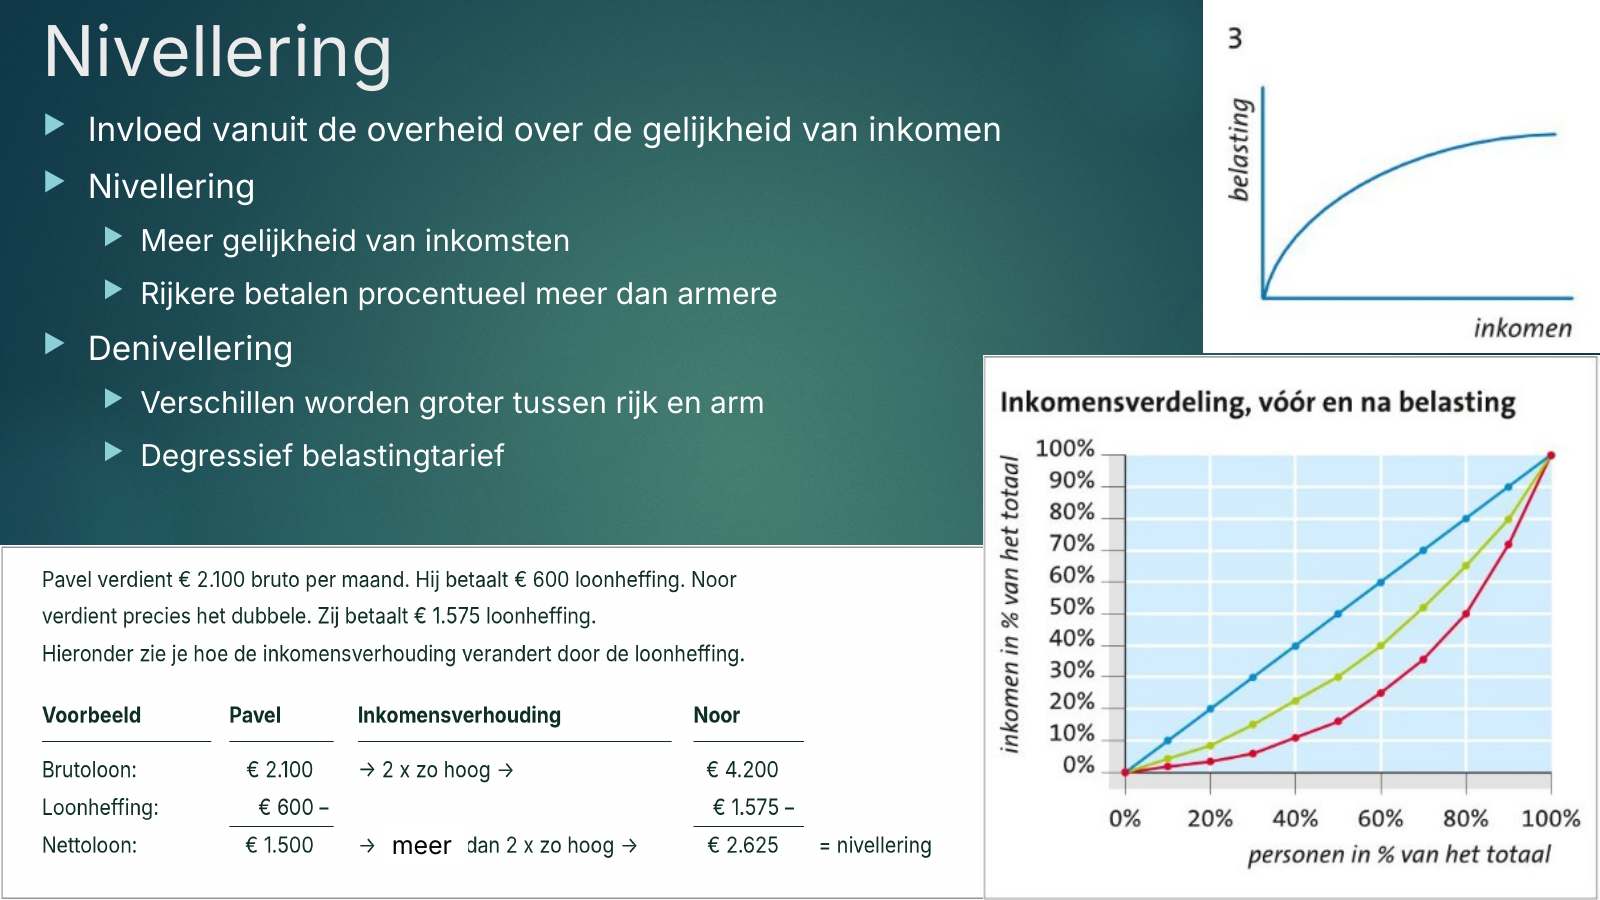 Nivellering
Invloed vanuit de overheid over de gelijkheid van inkomen
Nivellering
Meer gelijkheid van inkomsten
Rijkere betalen procentueel meer dan armere
Denivellering
Verschillen worden groter tussen rijk en arm
Degressief belastingtarief
3
belasting
inkomen
Pavel verdient € 2.100 bruto per maand. Hij betaalt € 600 loonheffing. Noor
verdient precies het dubbele. Zij betaalt € 1.575 loonheffing.
Hieronder zie je hoe de inkomensverhouding verandert door de loonheffing.
Voorbeeld Pavel Inkomensverhouding Noor
Brutoloon: € 2.100 → 2 x zo hoog → € 4.200
Loonheffing: € 600 – € 1.575 –
Nettoloon: € 1.500 → meer dan 2 x zo hoog → € 2.625 = nivellering
Inkomensverdeling, vóór en na belasting
inkomen in % van het totaal
100%
90%
80%
70%
60%
50%
40%
30%
20%
10%
0%
0% 20% 40% 60% 80% 100%
personen in % van het totaal